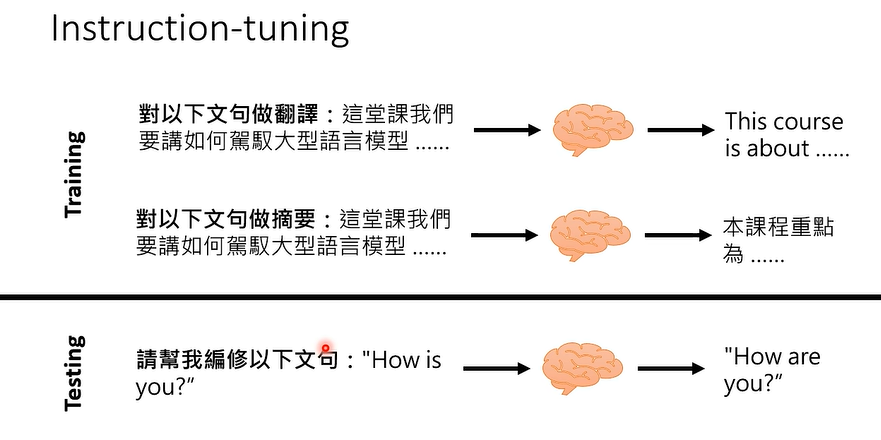 Instruction-tuning
Training
對以下文句做翻譯：這堂課我們
要講如何駕馭大型語言模型 ......
This course
is about ......
對以下文句做摘要：這堂課我們
要講如何駕馭大型語言模型 ......
本課程重點
為 ......
Testing
請幫我編修以下文句："How is
you?"
"How are
you?"